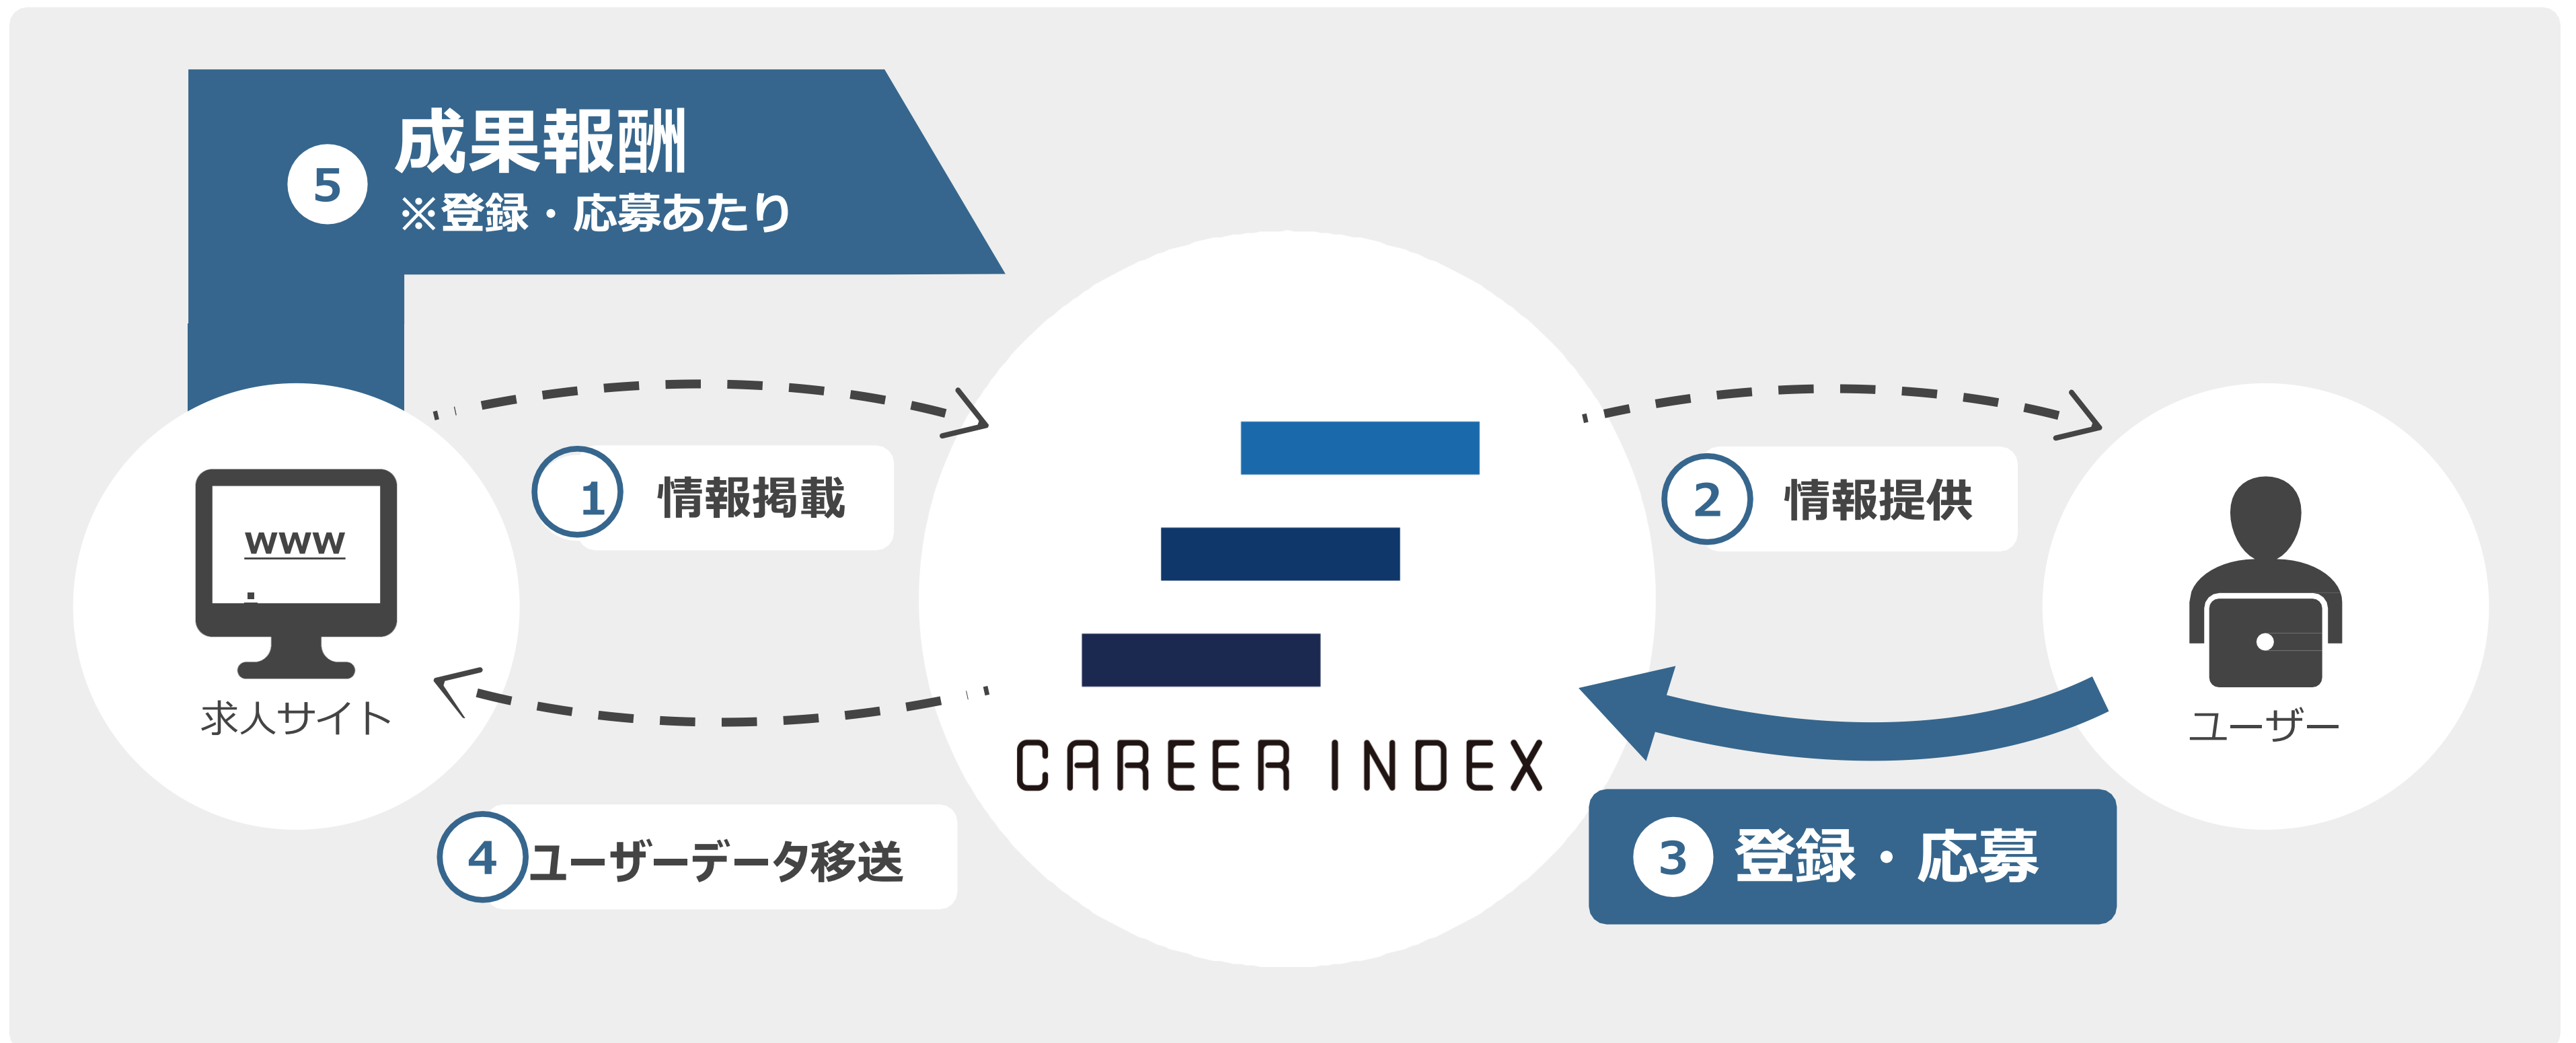 5
成果報酬
※登録・応募あたり
1 情報掲載
2 情報提供
www
.
求人サイト
CAREER INDEX
ユーザー
4 ユーザーデータ移送
3 登録・応募